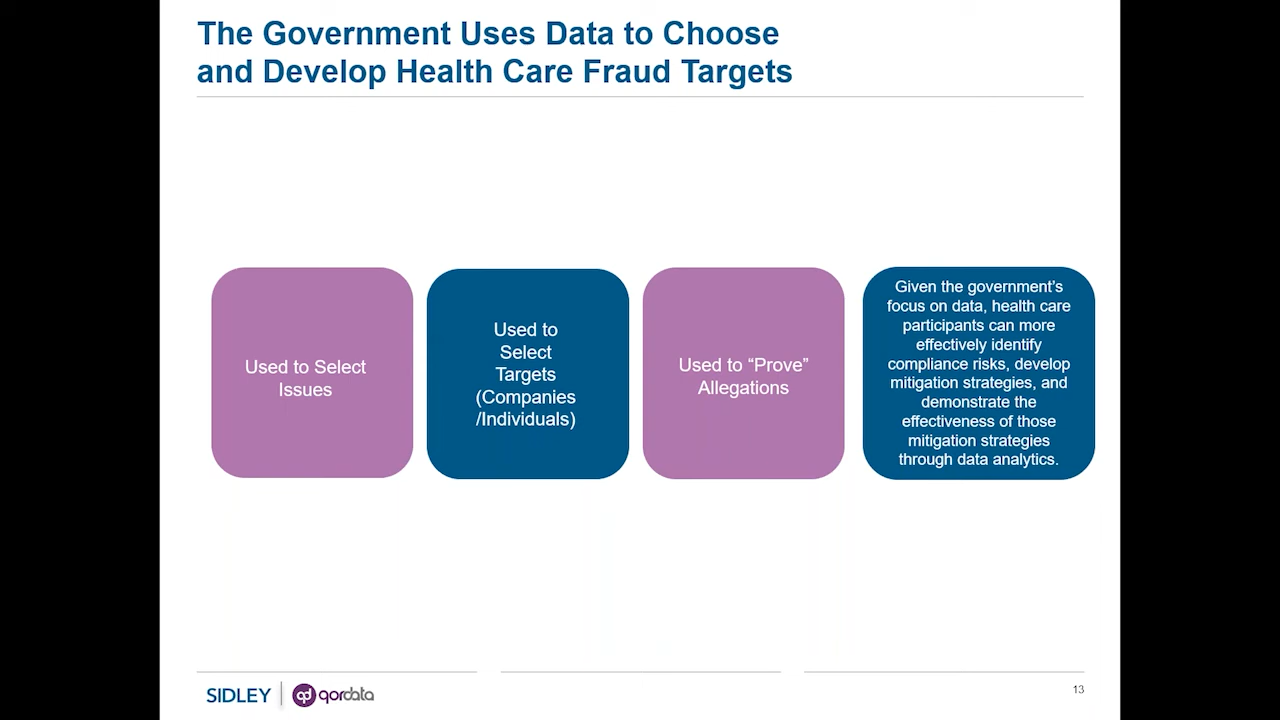 The Government Uses Data to Choose
and Develop Health Care Fraud Targets
Used to Select
Issues
Used to
Select
Targets
(Companies
/Individuals)
Used to “Prove”
Allegations
Given the government’s
focus on data, health care
participants can more
effectively identify
compliance risks, develop
mitigation strategies, and
demonstrate the
effectiveness of those
mitigation strategies
through data analytics.
SIDLEY
qd qordata
13